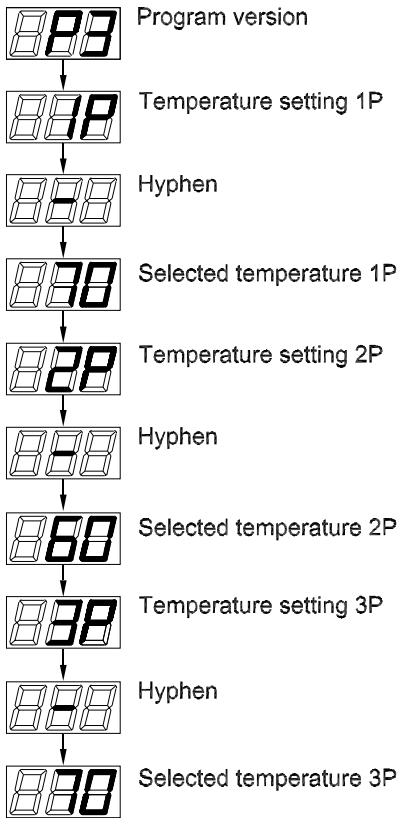 P3 Program version
1P Temperature setting 1P
- Hyphen
70 Selected temperature 1P
2P Temperature setting 2P
- Hyphen
60 Selected temperature 2P
3P Temperature setting 3P
- Hyphen
70 Selected temperature 3P